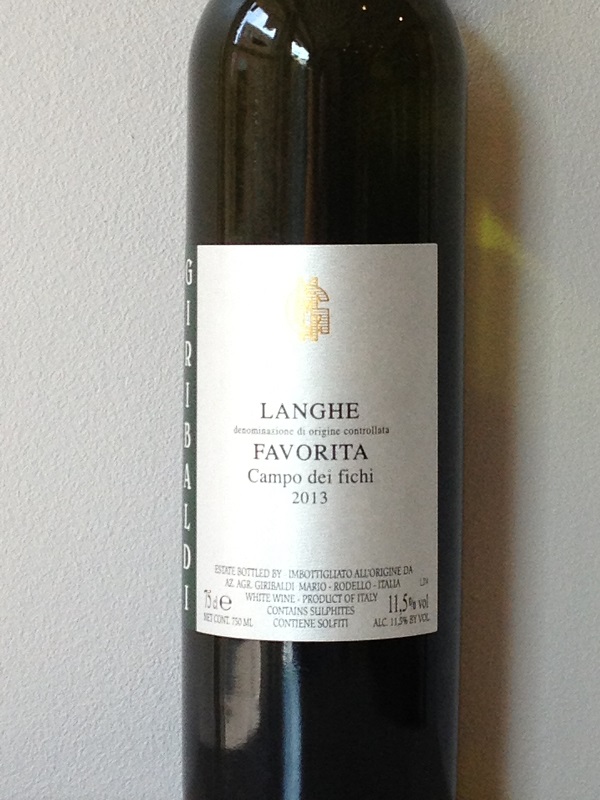 GIRIBALDI
LANGHE
denominazione di origine controllata
FAVORITA
Campo dei fichi
2013
ESTATE BOTTLED BY IMBOTTIGLIATO ALL'ORIGINE DA
AZ. AGR. GIRIBALDI MARIO - RODELLO - ITALIA
WHITE WINE - PRODUCT OF ITALY
75 cl e
CONTAINS SULPHITES
11,5% vol
NET CONT. 750 ML
CONTIENE SOLFITI
ALC. 11,5% BY VOL.